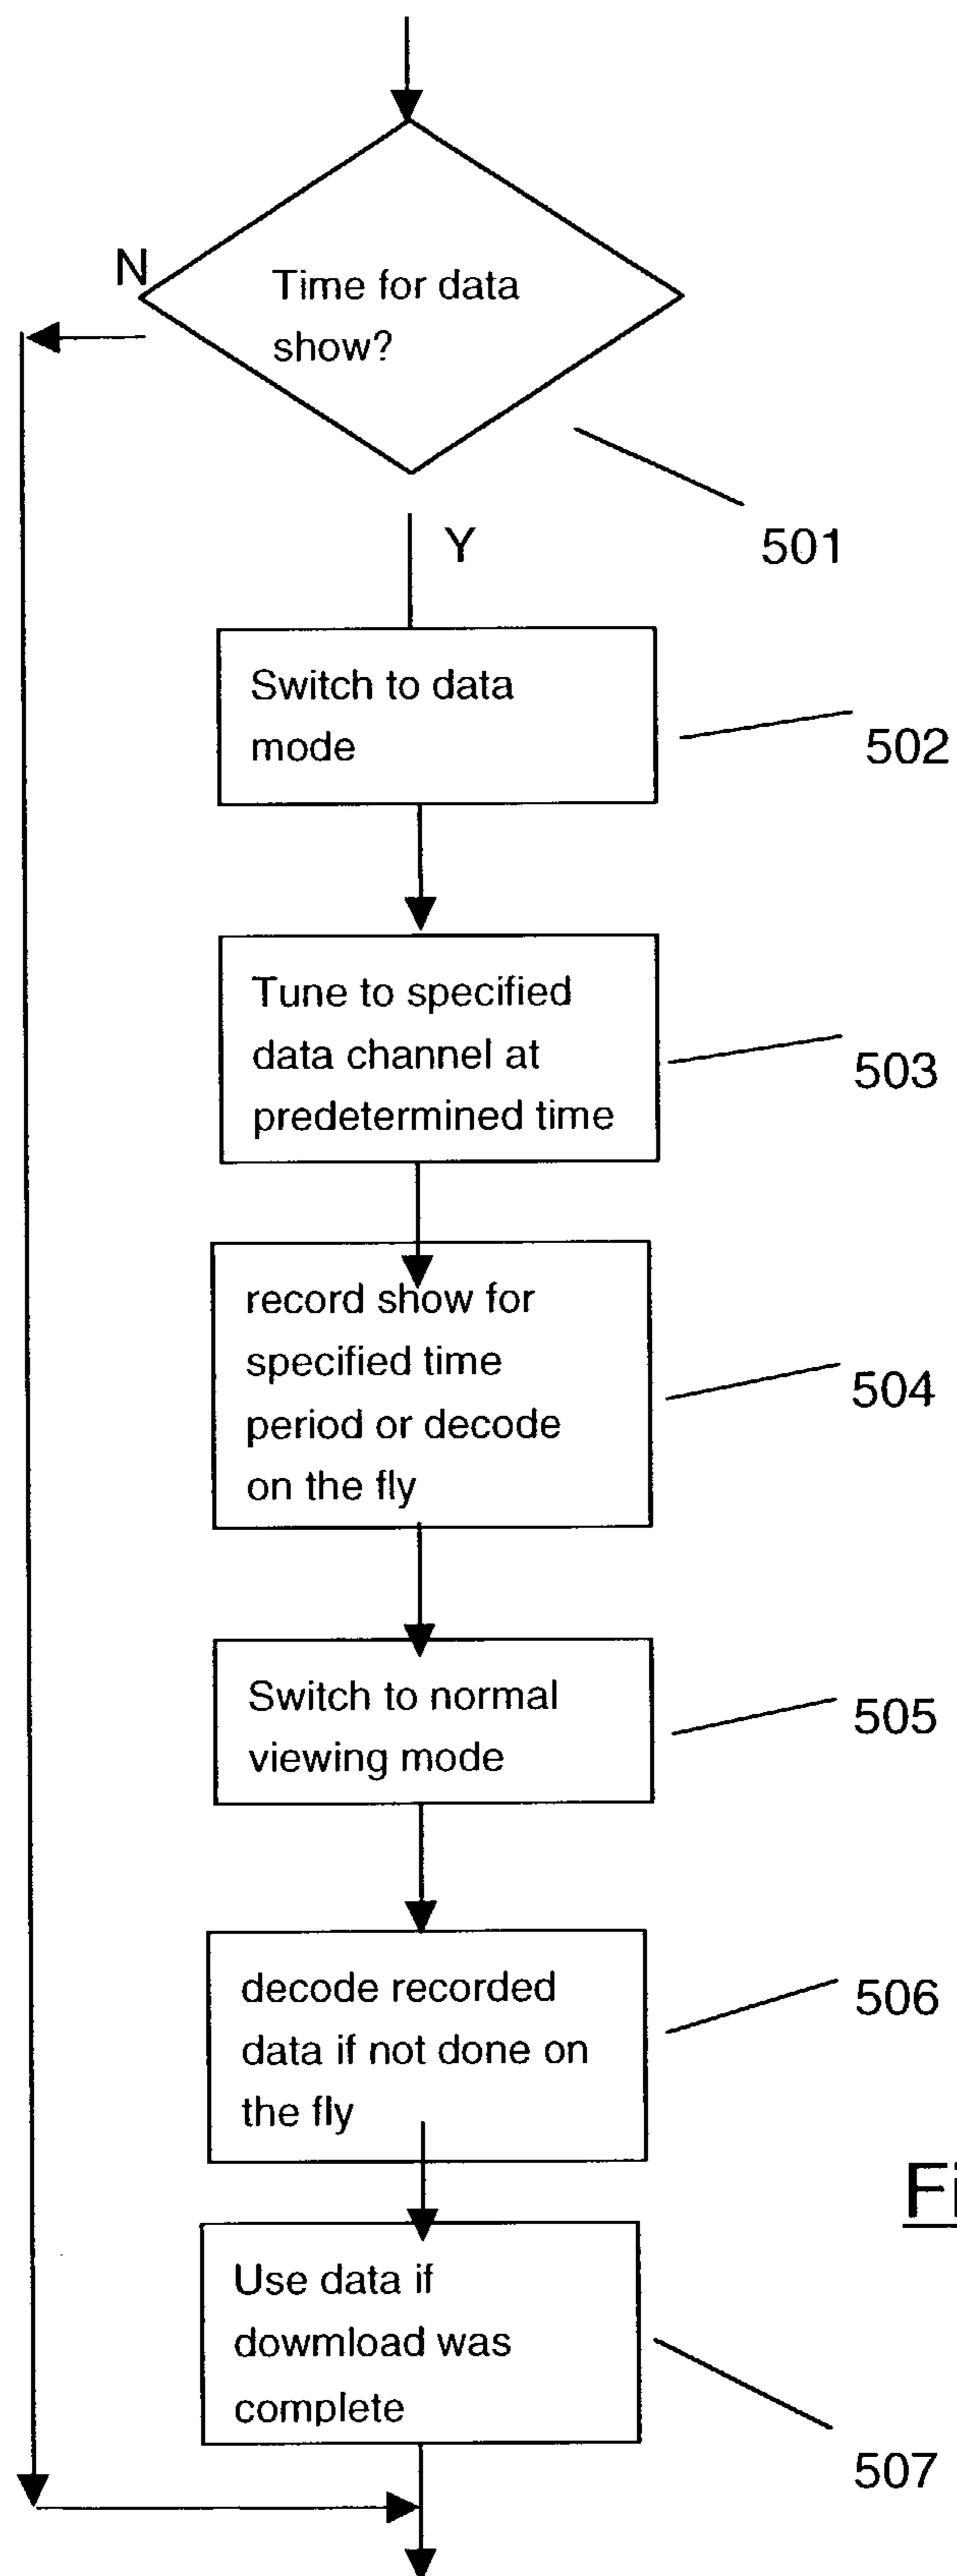 N
Time for data
show?
501
Y
Switch to data
mode
502
Tune to specified
data channel at
predetermined time
503
record show for
specified time
period or decode
on the fly
504
Switch to normal
viewing mode
505
decode recorded
data if not done on
the fly
506
Use data if
dowmload was
complete
507